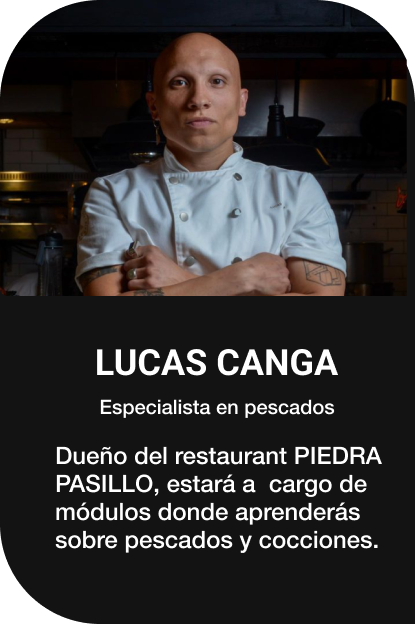 LUCAS CANGA
Especialista en pescados
Dueño del restaurant PIEDRA
PASILLO, estará a  cargo de
módulos donde aprenderás
sobre pescados y cocciones.